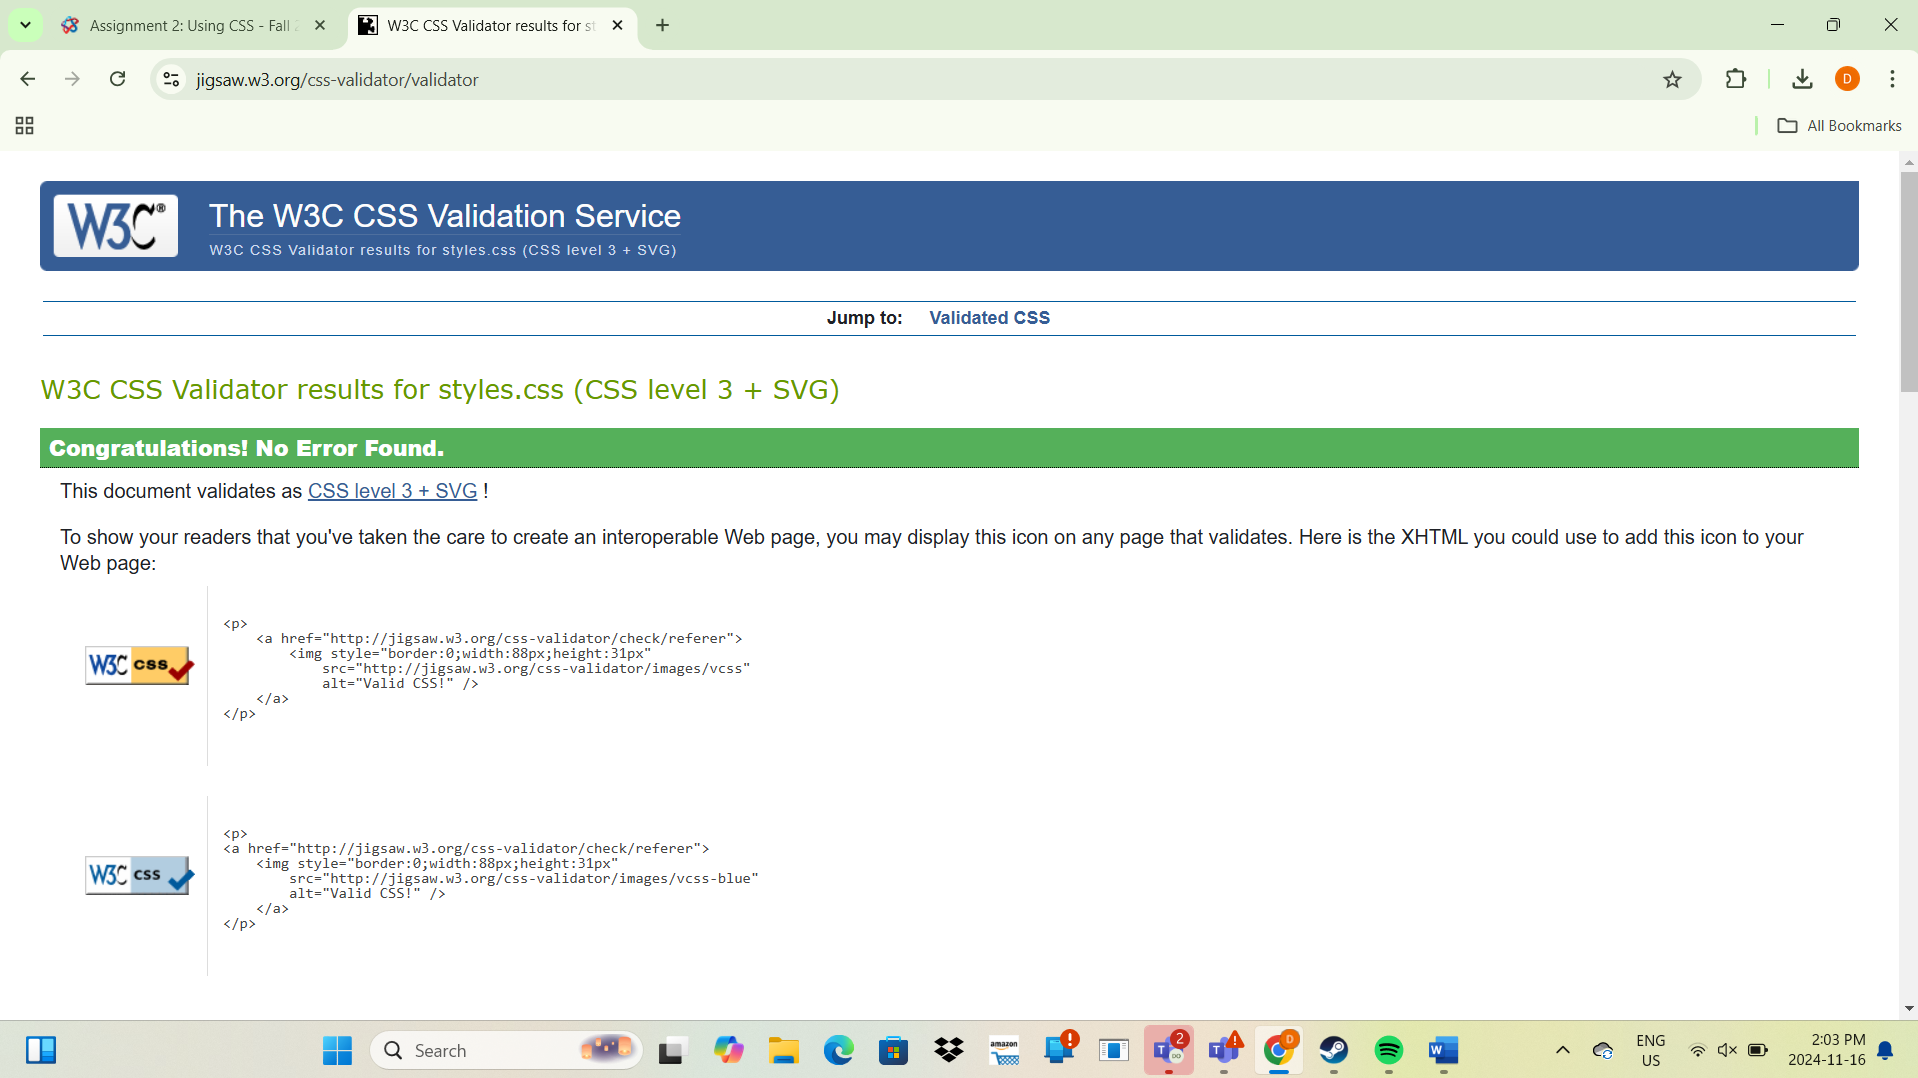 Assignment 2: Using CSS - Fall 2
W3C CSS Validator results for st
jigsaw.w3.org/css-validator/validator
D
All Bookmarks
W3C®
The W3C CSS Validation Service
W3C CSS Validator results for styles.css (CSS level 3 + SVG)
Jump to: Validated CSS
W3C CSS Validator results for styles.css (CSS level 3 + SVG)
Congratulations! No Error Found.
This document validates as CSS level 3 + SVG !
To show your readers that you've taken the care to create an interoperable Web page, you may display this icon on any page that validates. Here is the XHTML you could use to add this icon to your
Web page:
W3C css
<p>
<a href="http://jigsaw.w3.org/css-validator/check/referer">
<img style="border:0;width:88px;height:31px"
src="http://jigsaw.w3.org/css-validator/images/vcss"
alt="Valid CSS!" />
</a>
</p>
W3C css
<p>
<a href="http://jigsaw.w3.org/css-validator/check/referer">
<img style="border:0;width:88px;height:31px"
src="http://jigsaw.w3.org/css-validator/images/vcss-blue"
alt="Valid CSS!" />
</a>
</p>
Search
amazon
T
DO
2
T
D
W
ENG
US
2:03 PM
2024-11-16